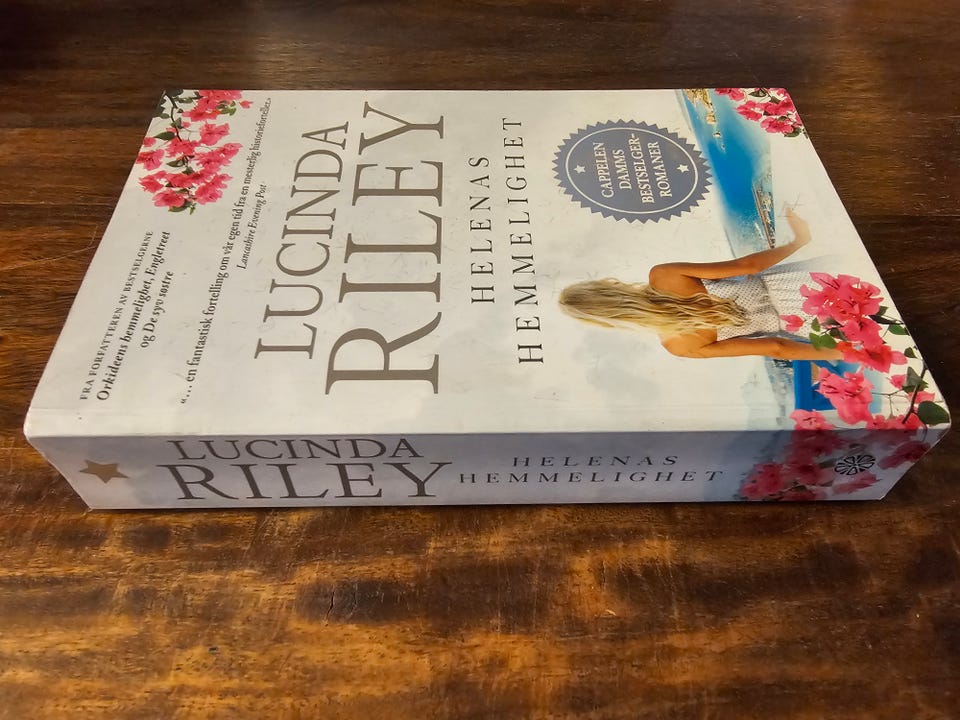 FRA FORFATTEREN AV BESTSELGERNE
Orkideens hemmelighet, Engletreet
og De syv søstre
«... en fantastisk fortelling om vår egen tid fra en mesterlig historieforteller.»
Lancashire Evening Post
LUCINDA
RILEY
HELENAS
HEMMELIGHET
CAPPELEN
DAMMS
BESTSELGER-
ROMANER
LUCINDA
RILEY
HELENAS
HEMMELIGHET